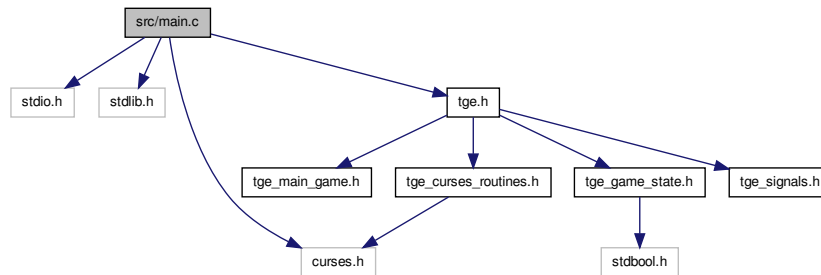 src/main.c
stdio.h
stdlib.h
tge.h
tge_main_game.h
tge_curses_routines.h
tge_game_state.h
tge_signals.h
curses.h
stdbool.h